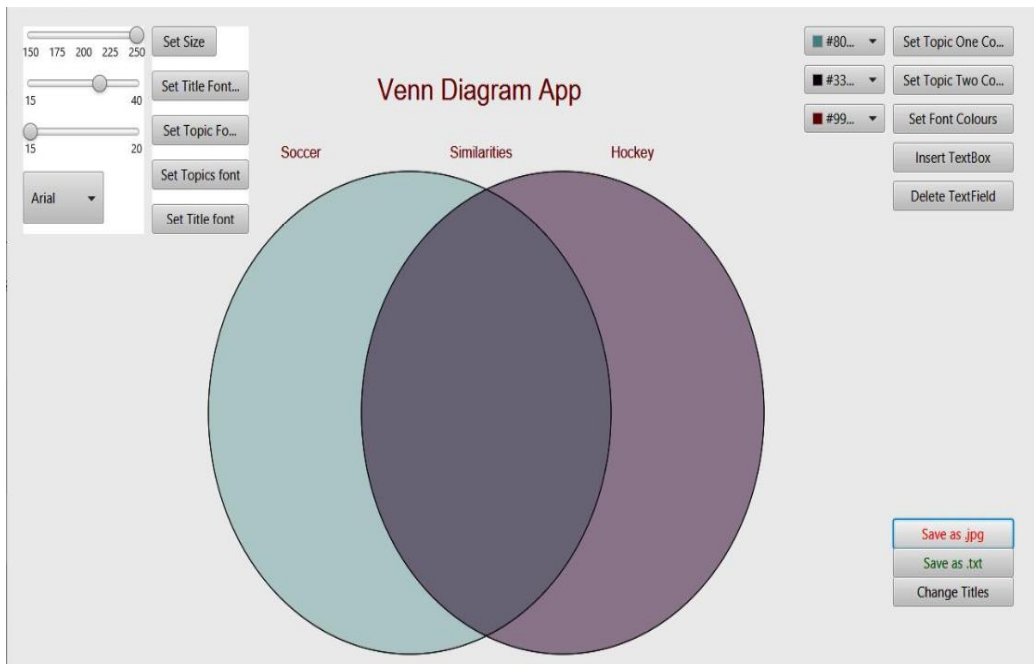 150 175 200 225 250
Set Size
15 40
Set Title Font...
15 20
Set Topic Fo...
Set Topics font
Arial
Set Title font
Venn Diagram App
Soccer
Similarities
Hockey
#80...
Set Topic One Co...
#33...
Set Topic Two Co...
#99...
Set Font Colours
Insert TextBox
Delete TextField
Save as .jpg
Save as .txt
Change Titles